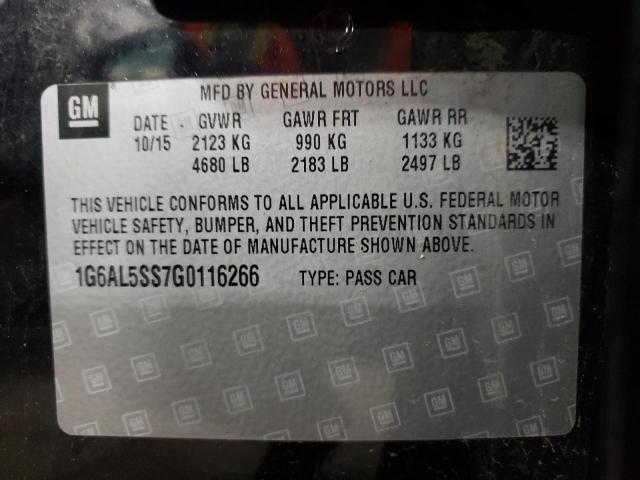 GM
MFD BY GENERAL MOTORS LLC
DATE GVWR GAWR FRT GAWR RR
10/15 2123 KG 990 KG 1133 KG
4680 LB 2183 LB 2497 LB
THIS VEHICLE CONFORMS TO ALL APPLICABLE U.S. FEDERAL MOTOR
VEHICLE SAFETY, BUMPER, AND THEFT PREVENTION STANDARDS IN
EFFECT ON THE DATE OF MANUFACTURE SHOWN ABOVE.
1G6AL5SS7G0116266 TYPE: PASS CAR